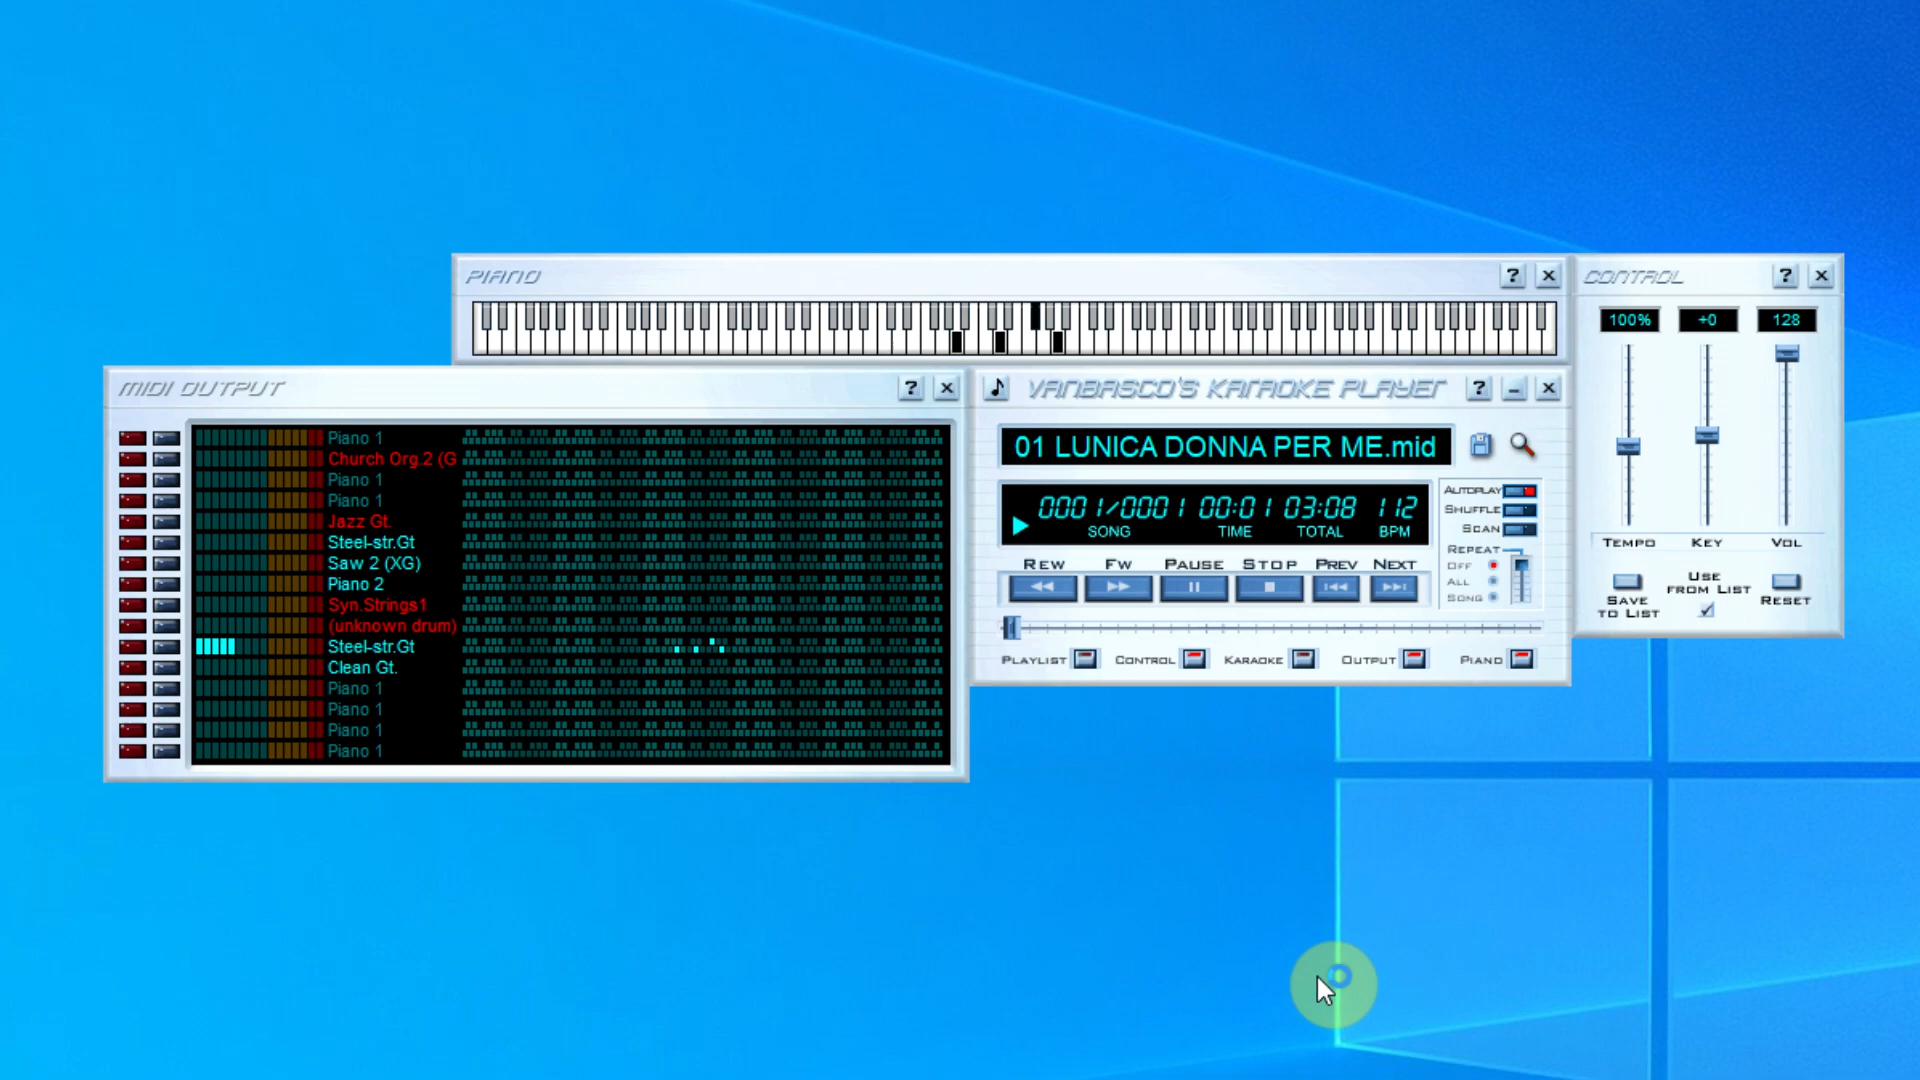 PIANO ? ×
CONTROL ? ×
100% +0 128
TEMPO KEY VOL
SAVE TO LIST
USE FROM LIST
RESET
MIDI OUTPUT ? ×
Piano 1
Church Org.2 (G
Piano 1
Piano 1
Jazz Gt.
Steel-str.Gt
Saw 2 (XG)
Piano 2
Syn.Strings1
(unknown drum)
Steel-str.Gt
Clean Gt.
Piano 1
Piano 1
Piano 1
Piano 1
VANBASCO'S KARAOKE PLAYER ? ×
01 LUNICA DONNA PER ME.mid
0001/0001 00:01 03:08 112
SONG TIME TOTAL BPM
AUTOPLAY
SHUFFLE
SCAN
REPEAT
OFF
ALL
SONG
REW FW PAUSE STOP PREV NEXT
PLAYLIST CONTROL KARAOKE OUTPUT PIANO